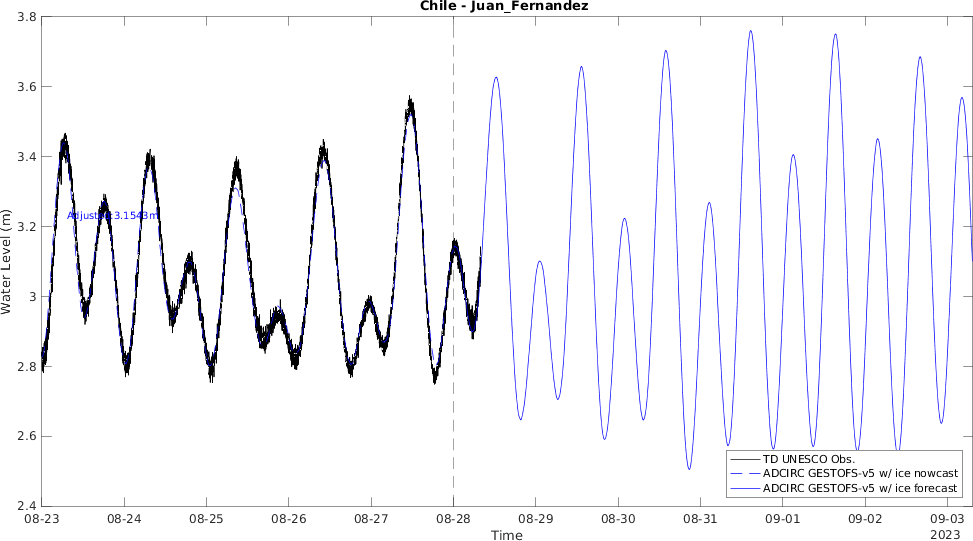 Chile - Juan_Fernandez
Water Level (m)
3.8
3.6
3.4
3.2
3
2.8
2.6
2.4
Adjust by 3.1543m
TD UNESCO Obs.
ADCIRC GESTOFS-v5 w/ ice nowcast
ADCIRC GESTOFS-v5 w/ ice forecast
08-23 08-24 08-25 08-26 08-27 08-28 08-29 08-30 08-31 09-01 09-02 09-03
2023
Time